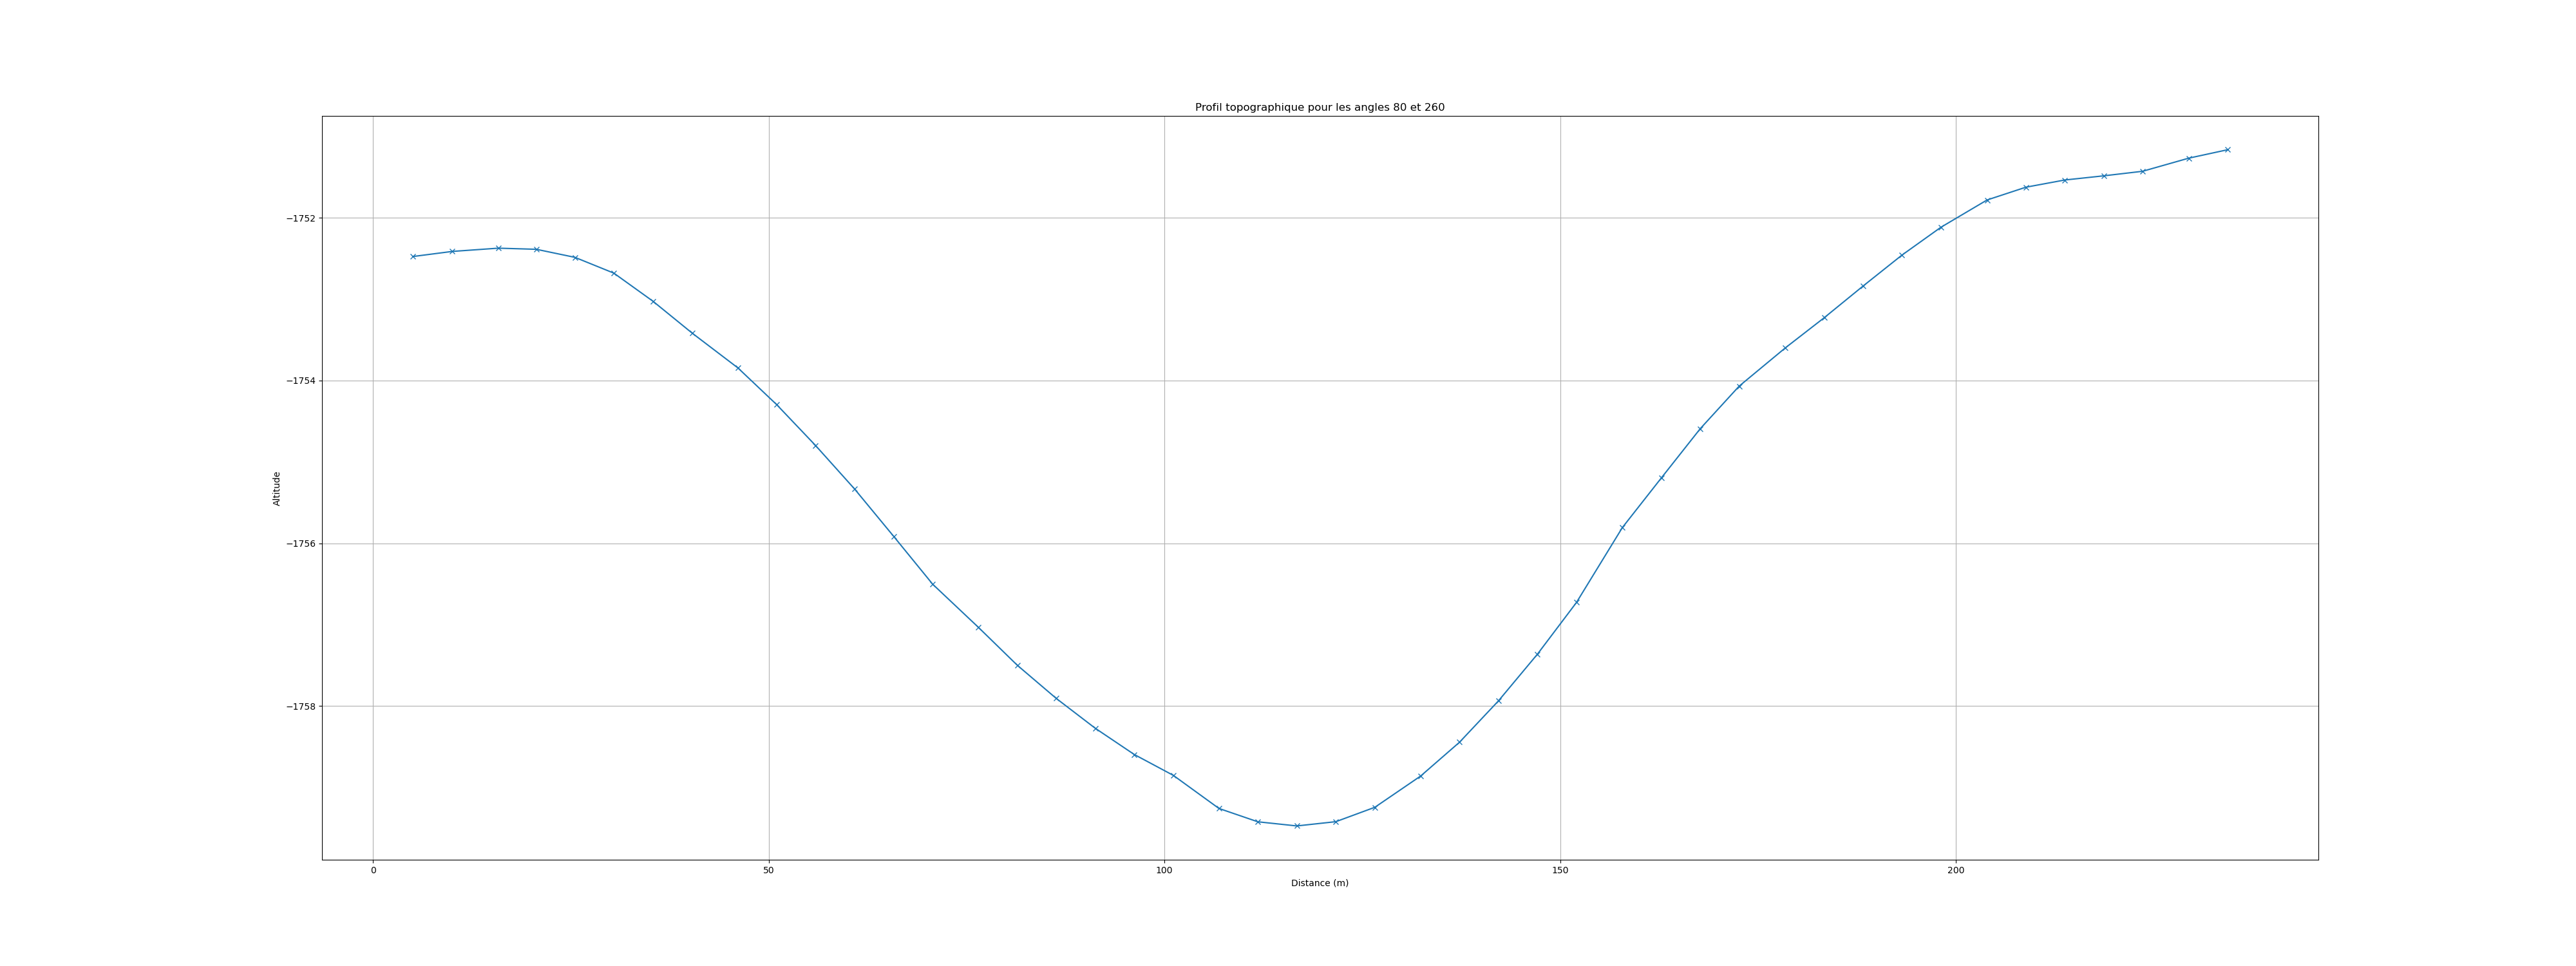 Profil topographique pour les angles 80 et 260
Altitude
−1752
−1754
−1756
−1758
0 50 100 150 200
Distance (m)